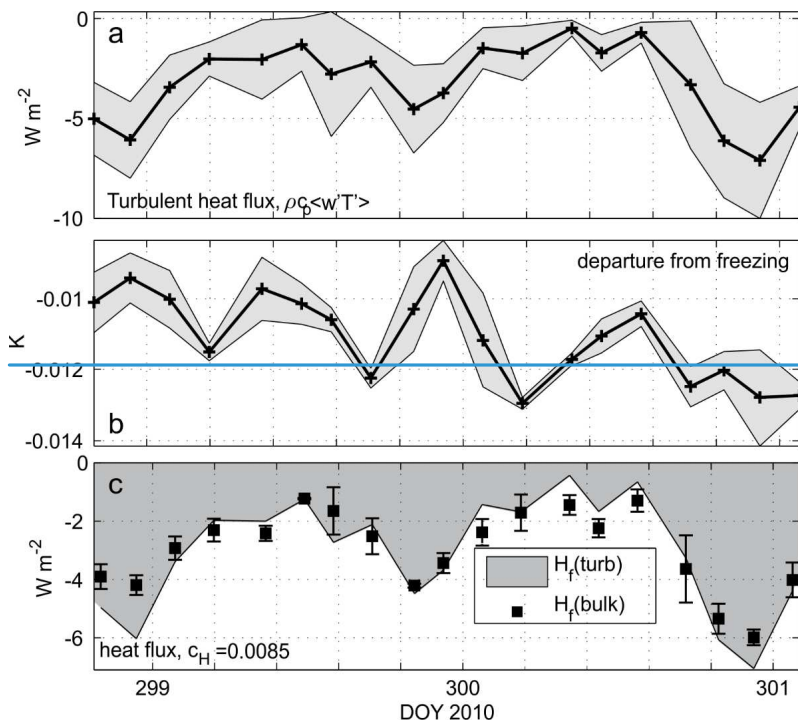 a
0
-5
-10
W m⁻²
Turbulent heat flux, ρcₚ<w'T'>
b
-0.01
-0.012
-0.014
K
departure from freezing
c
0
-2
-4
-6
W m⁻²
H_f(turb)
H_f(bulk)
heat flux, c_H =0.0085
299
300
301
DOY 2010